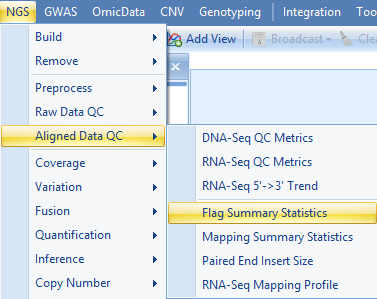 NGS GWAS OmicData CNV Genotyping Integration Tools
Build
Add View Broadcast
Remove
Preprocess
Raw Data QC
Aligned Data QC
DNA-Seq QC Metrics
Coverage
RNA-Seq QC Metrics
Variation
RNA-Seq 5'->3' Trend
Fusion
Flag Summary Statistics
Quantification
Mapping Summary Statistics
Inference
Paired End Insert Size
Copy Number
RNA-Seq Mapping Profile